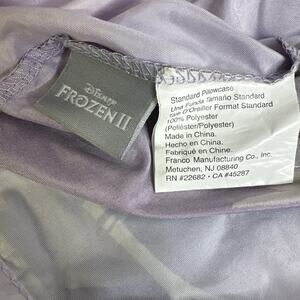 Disney
FROZEN II
Standard Pillowcase
Una Funda Tamaño Standard
Taie D'Oreiller Format Standard
100% Polyester
(Poliéster/Polyester)
Made in China.
Hecho en China.
Fabriqué en Chine.
Franco Manufacturing Co., Inc.
Metuchen, NJ 08840
RN #22682 • CA #45287